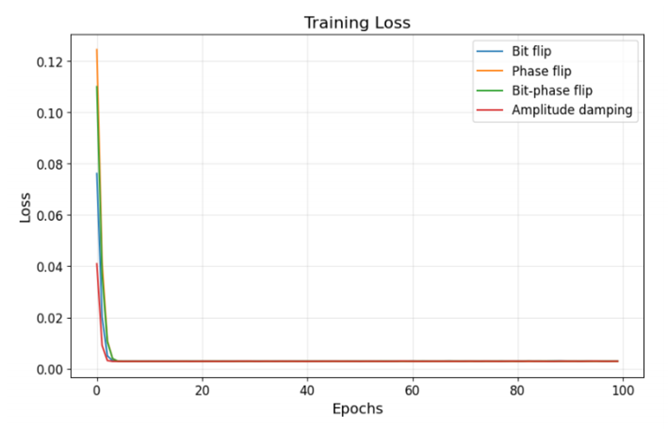 Training Loss
Bit flip
Phase flip
Bit-phase flip
Amplitude damping
Loss
0.12
0.10
0.08
0.06
0.04
0.02
0.00
0 20 40 60 80 100
Epochs